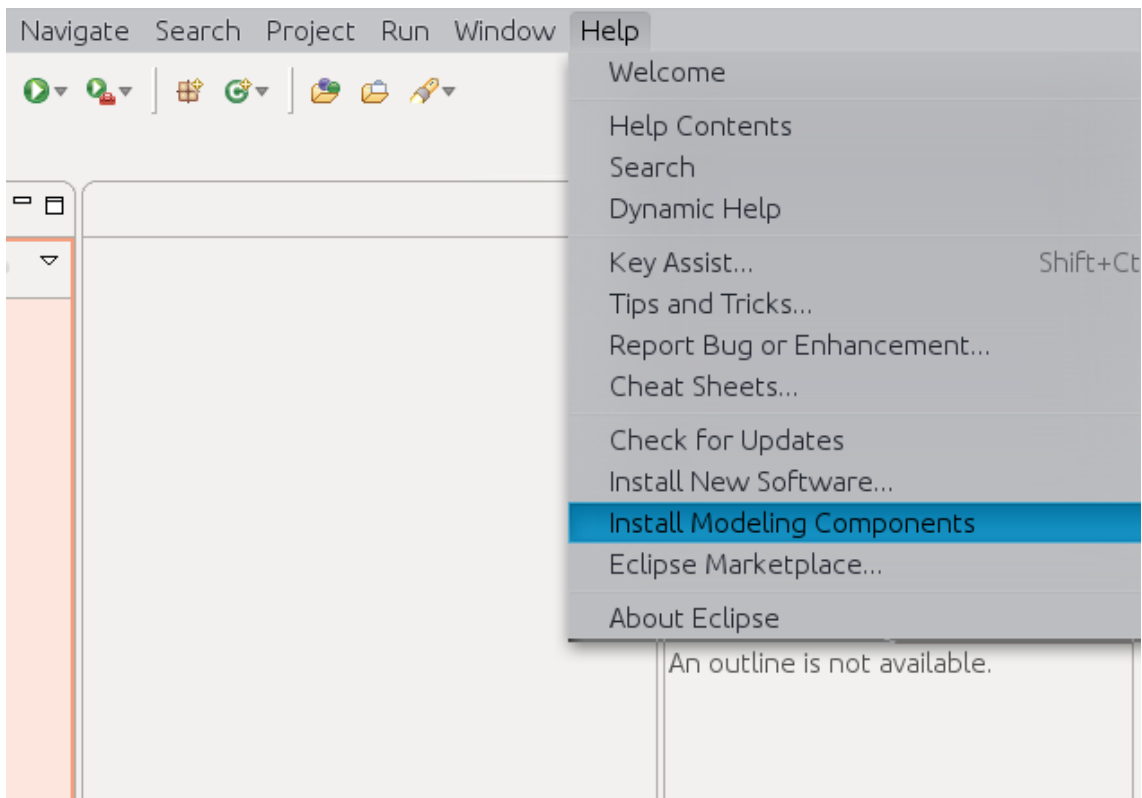 Navigate Search Project Run Window Help
Welcome
Help Contents
Search
Dynamic Help
Key Assist... Shift+Ct
Tips and Tricks...
Report Bug or Enhancement...
Cheat Sheets...
Check for Updates
Install New Software...
Install Modeling Components
Eclipse Marketplace...
About Eclipse
An outline is not available.